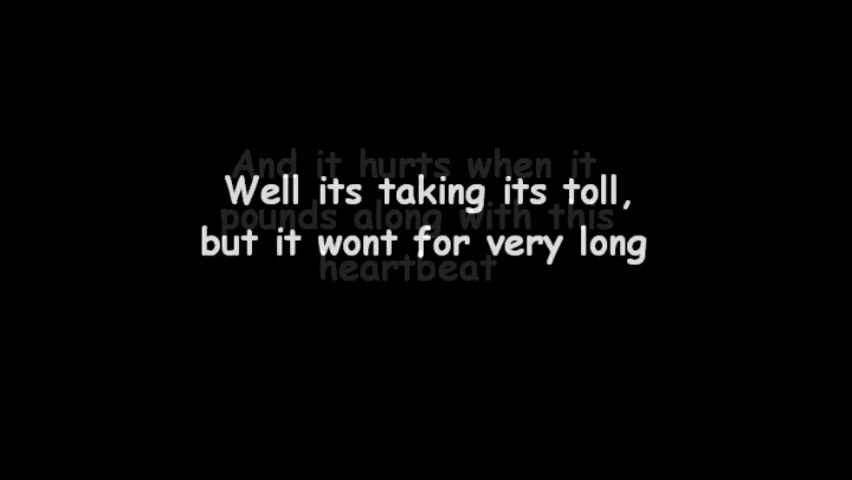 And it hurts when it
Well its taking its toll,
pounds along with this
but it wont for very long
heartbeat